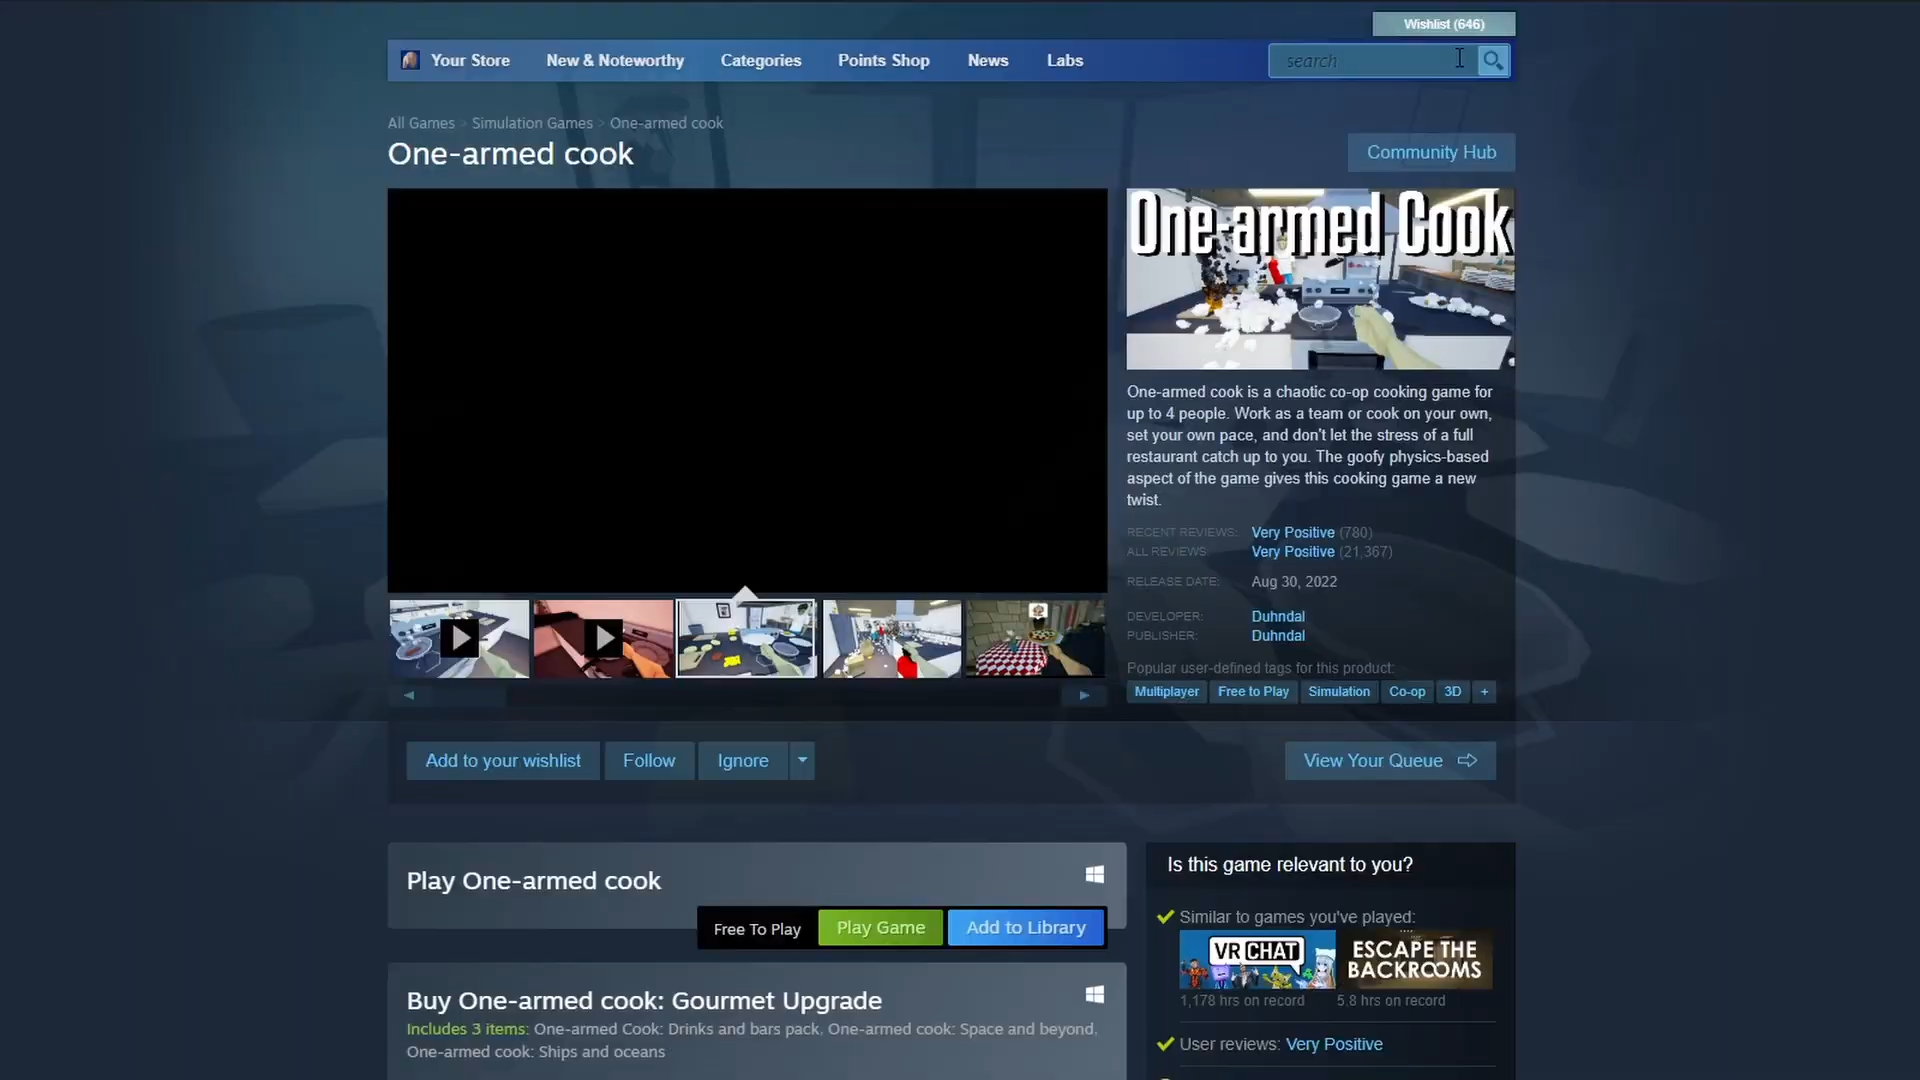 Wishlist (646)
Your Store
New & Noteworthy
Categories
Points Shop
News
Labs
search
All Games > Simulation Games > One-armed cook
One-armed cook
Community Hub
One-armed Cook
One-armed cook is a chaotic co-op cooking game for
up to 4 people. Work as a team or cook on your own,
set your own pace, and don't let the stress of a full
restaurant catch up to you. The goofy physics-based
aspect of the game gives this cooking game a new
twist.
RECENT REVIEWS: Very Positive (780)
ALL REVIEWS: Very Positive (21,367)
RELEASE DATE: Aug 30, 2022
DEVELOPER: Duhndal
PUBLISHER: Duhndal
Popular user-defined tags for this product:
Multiplayer
Free to Play
Simulation
Co-op
3D
+
Add to your wishlist
Follow
Ignore
View Your Queue
Play One-armed cook
Free To Play
Play Game
Add to Library
Buy One-armed cook: Gourmet Upgrade
Includes 3 items: One-armed Cook: Drinks and bars pack, One-armed cook: Space and beyond,
One-armed cook: Ships and oceans
Is this game relevant to you?
Similar to games you've played:
VRCHAT
ESCAPE THE
BACKROOMS
1,178 hrs on record
5.8 hrs on record
User reviews: Very Positive